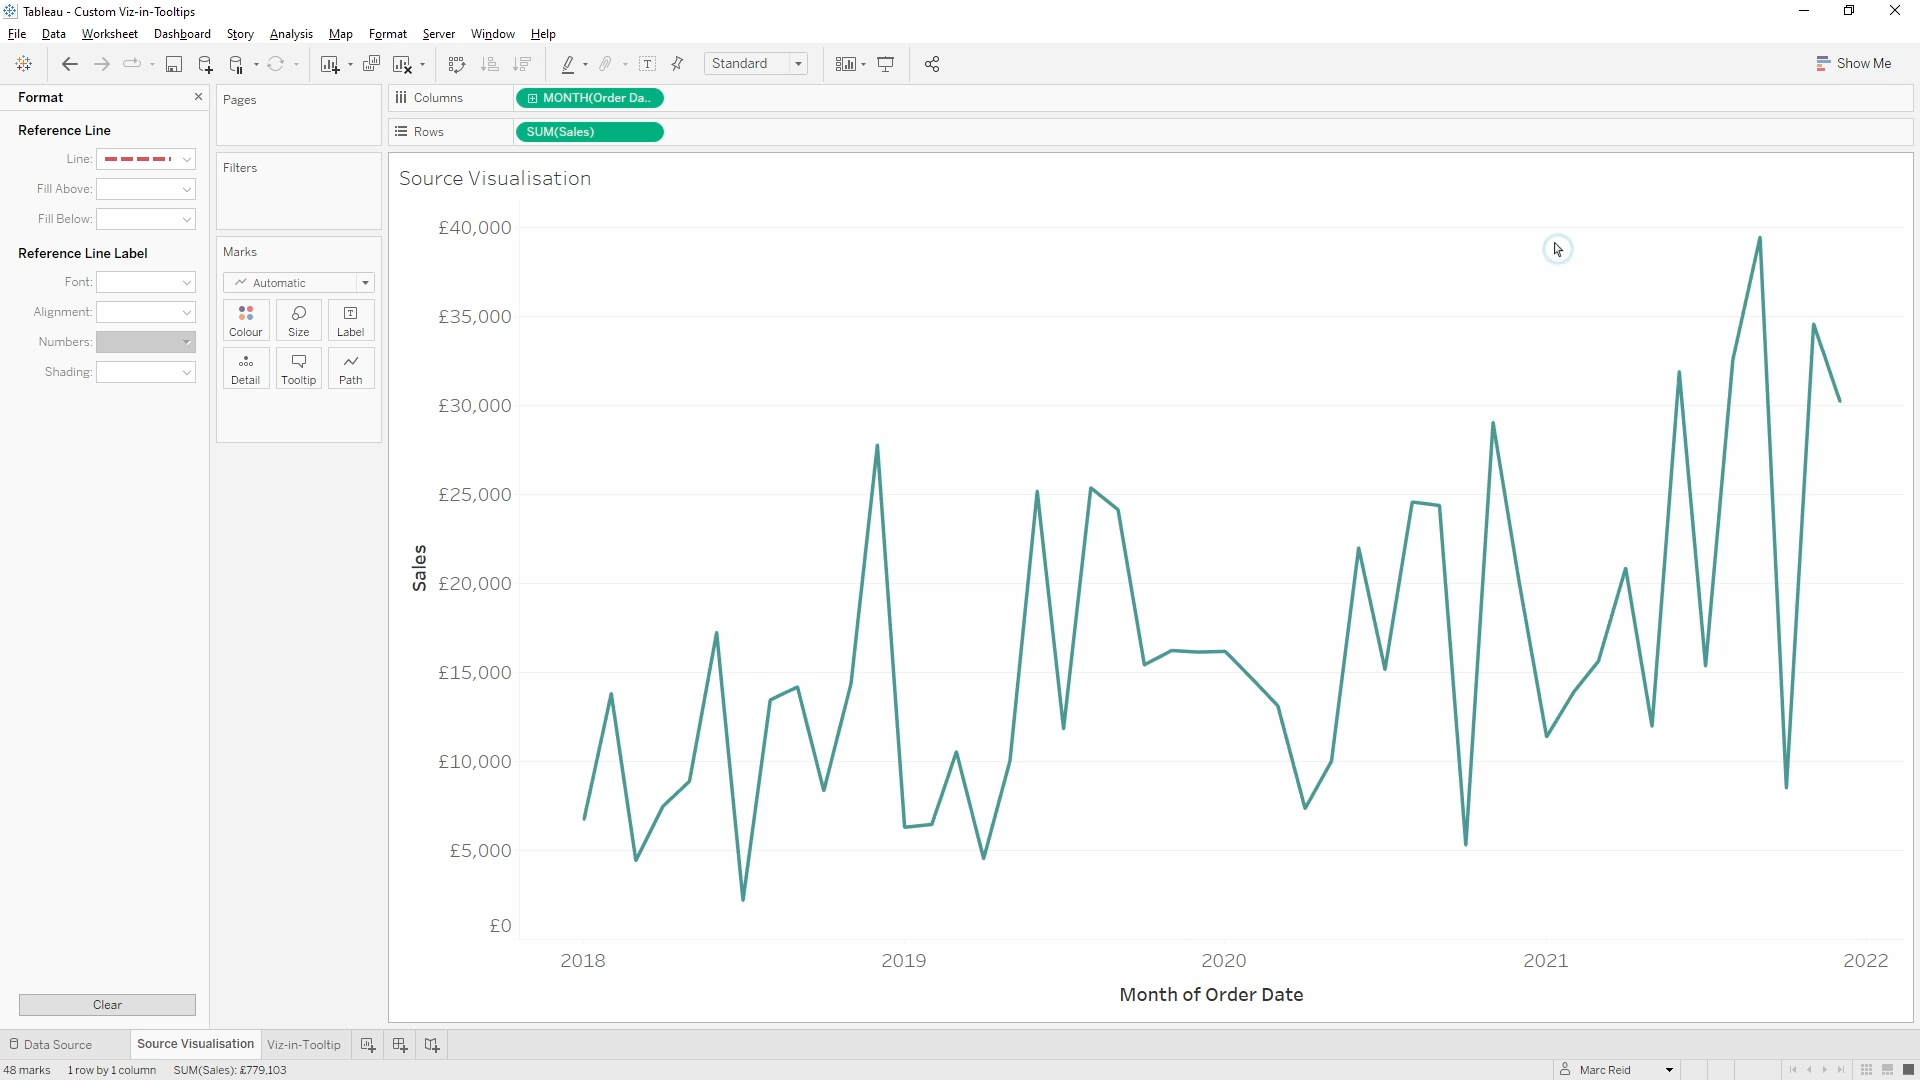 Tableau - Custom Viz-in-Tooltips
File Data Worksheet Dashboard Story Analysis Map Format Server Window Help
Standard
Show Me
Format
Reference Line
Line:
Fill Above:
Fill Below:
Reference Line Label
Font:
Alignment:
Numbers:
Shading:
Clear
Pages
Filters
Marks
Automatic
Colour Size Label
Detail Tooltip Path
Columns MONTH(Order Da..
Rows SUM(Sales)
Source Visualisation
£40,000
£35,000
£30,000
£25,000
£20,000
£15,000
£10,000
£5,000
£0
Sales
2018 2019 2020 2021 2022
Month of Order Date
Data Source Source Visualisation Viz-in-Tooltip
48 marks 1 row by 1 column SUM(Sales): £779,103 Marc Reid